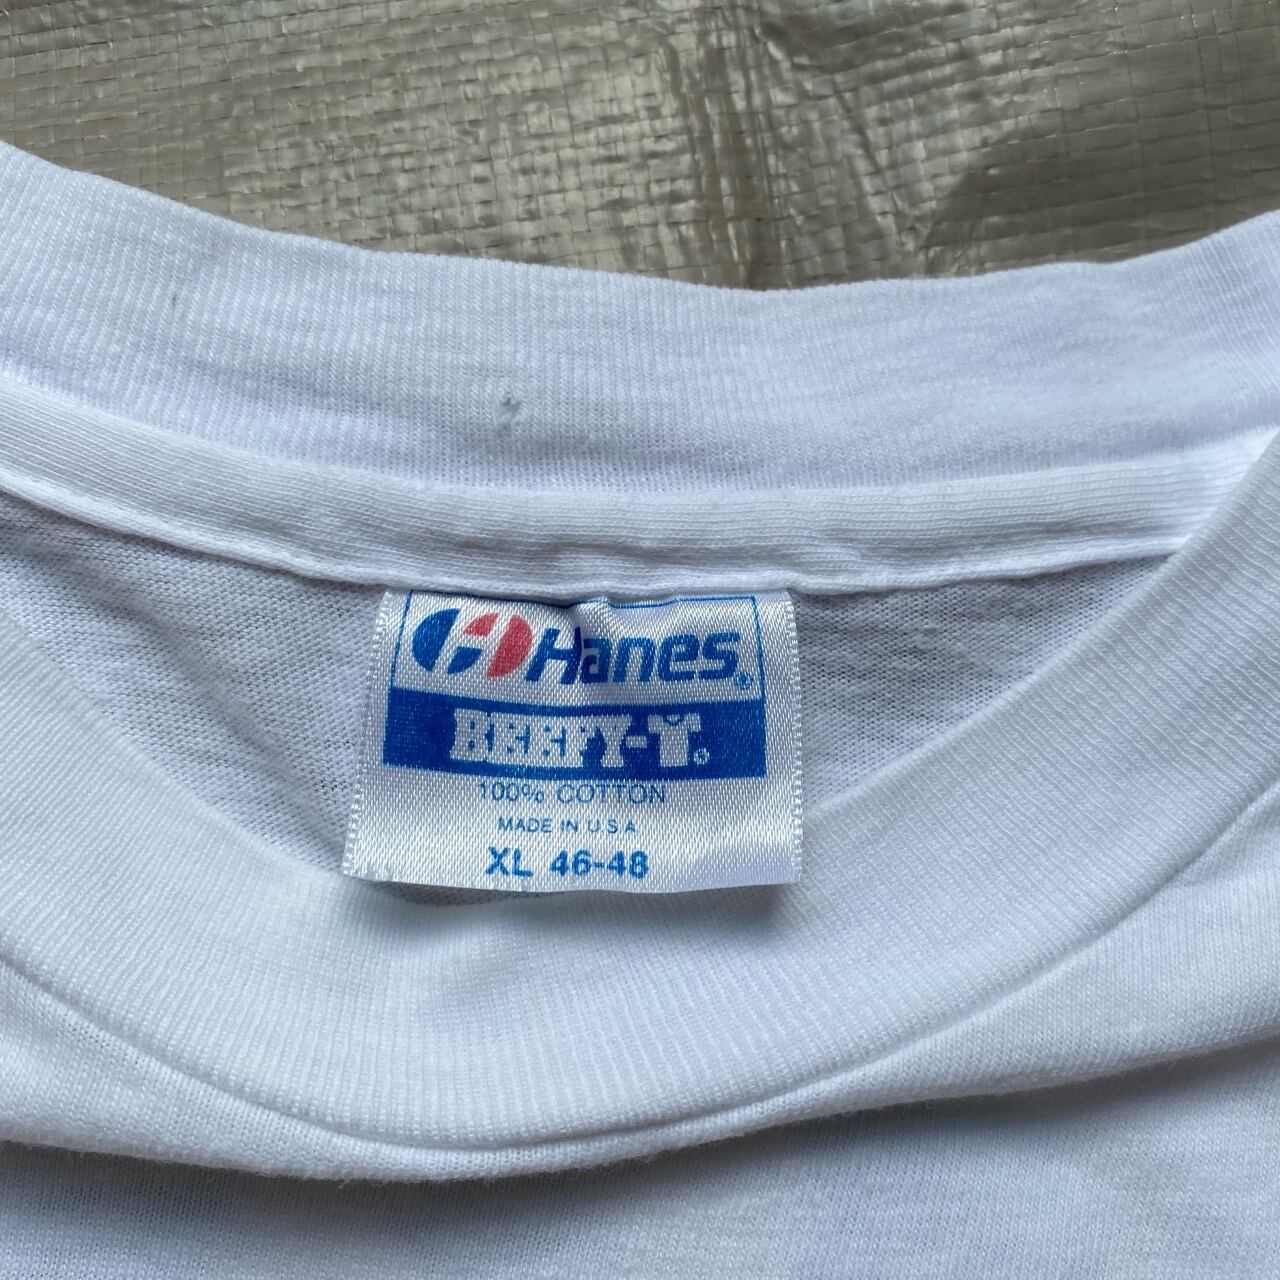 Hanes®
BEEFY-T®
100% COTTON
MADE IN U.S.A
XL 46-48